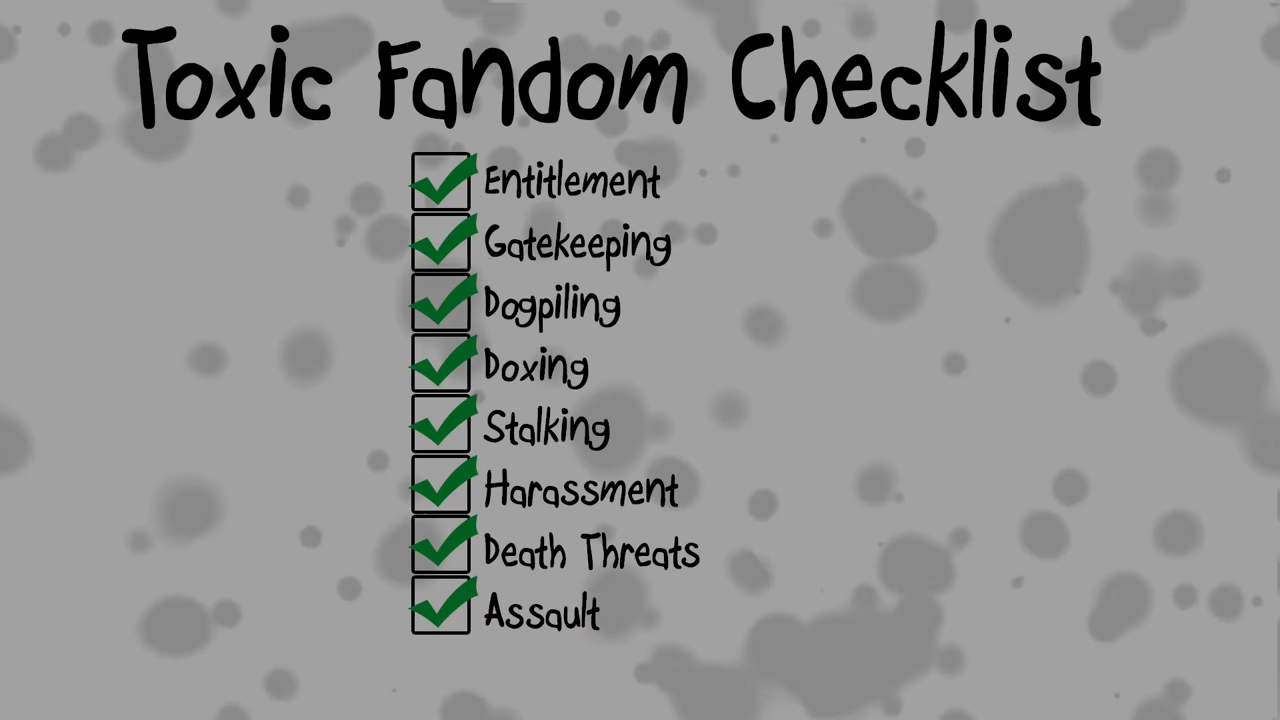 Toxic Fandom Checklist
Entitlement
Gatekeeping
Dogpiling
Doxing
Stalking
Harassment
Death Threats
Assault